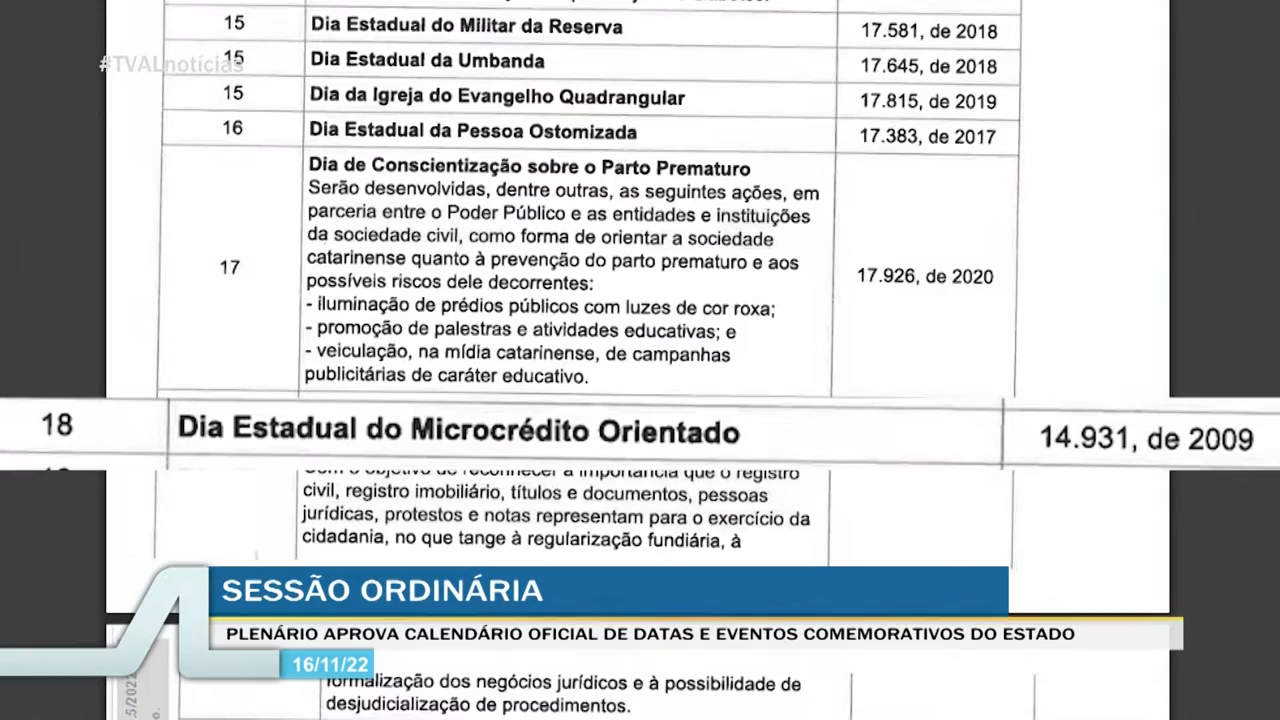 15 Dia Estadual do Militar da Reserva 17.581, de 2018
#TVALnotícias
15 Dia Estadual da Umbanda 17.645, de 2018
15 Dia da Igreja do Evangelho Quadrangular 17.815, de 2019
16 Dia Estadual da Pessoa Ostomizada 17.383, de 2017
Dia de Conscientização sobre o Parto Prematuro
Serão desenvolvidas, dentre outras, as seguintes ações, em
parceria entre o Poder Público e as entidades e instituições
da sociedade civil, como forma de orientar a sociedade
17 catarinense quanto à prevenção do parto prematuro e aos 17.926, de 2020
possíveis riscos dele decorrentes:
- iluminação de prédios públicos com luzes de cor roxa;
- promoção de palestras e atividades educativas; e
- veiculação, na mídia catarinense, de campanhas
publicitárias de caráter educativo.
18 Dia Estadual do Microcrédito Orientado 14.931, de 2009
Com o objetivo de reconhecer a importância que o registro
civil, registro imobiliário, títulos e documentos, pessoas
jurídicas, protestos e notas representam para o exercício da
cidadania, no que tange à regularização fundiária, à
SESSÃO ORDINÁRIA
PLENÁRIO APROVA CALENDÁRIO OFICIAL DE DATAS E EVENTOS COMEMORATIVOS DO ESTADO
16/11/22
formalização dos negócios jurídicos e à possibilidade de
desjudicialização de procedimentos.